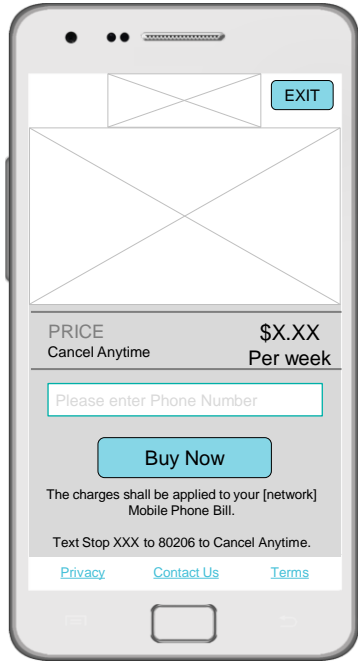 EXIT
PRICE
$X.XX
Cancel Anytime
Per week
Please enter Phone Number
Buy Now
The charges shall be applied to your [network]
Mobile Phone Bill.
Text Stop XXX to 80206 to Cancel Anytime.
Privacy Contact Us Terms